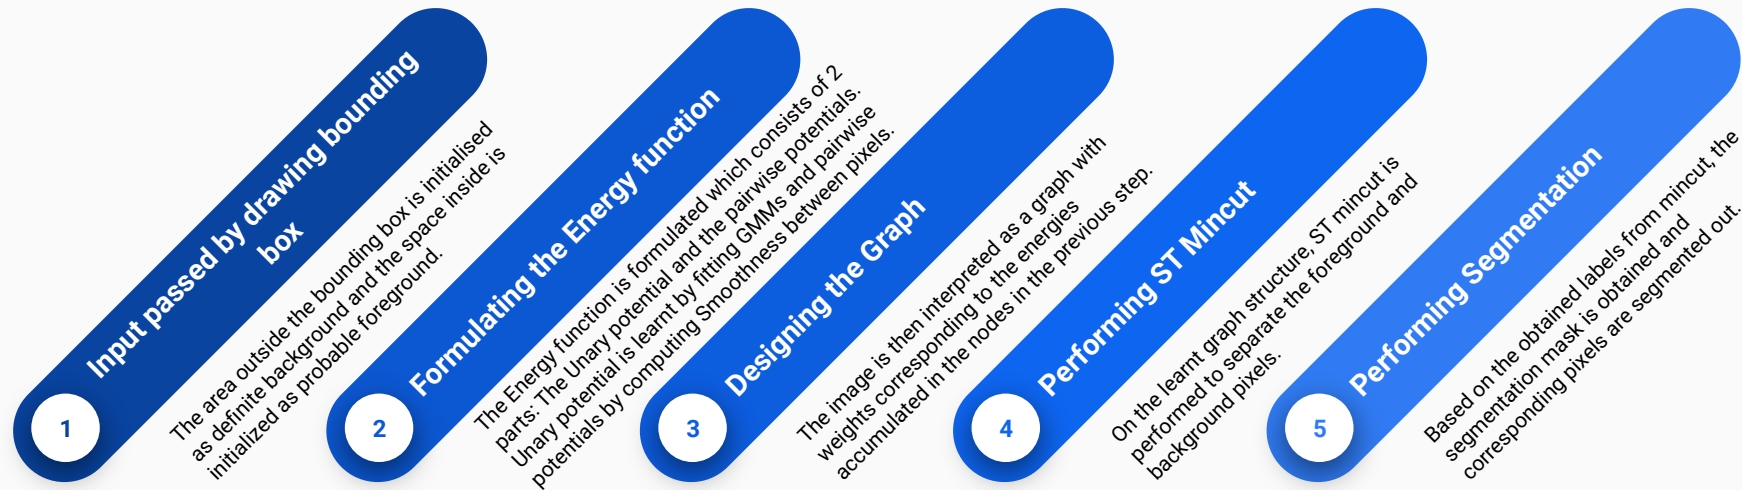 1
Input passed by drawing bounding
box
The area outside the bounding box is initialised
as definite background and the space inside is
initialized as probable foreground.
2
Formulating the Energy function
The Energy function is formulated which consists of 2
parts: The Unary potential and the pairwise potentials.
Unary potential is learnt by fitting GMMs and pairwise
potentials by computing Smoothness between pixels.
3
Designing the Graph
The image is then interpreted as a graph with
weights corresponding to the energies
accumulated in the nodes in the previous step.
4
Performing ST Mincut
On the learnt graph structure, ST mincut is
performed to separate the foreground and
background pixels.
5
Performing Segmentation
Based on the obtained labels from mincut, the
segmentation mask is obtained and
corresponding pixels are segmented out.